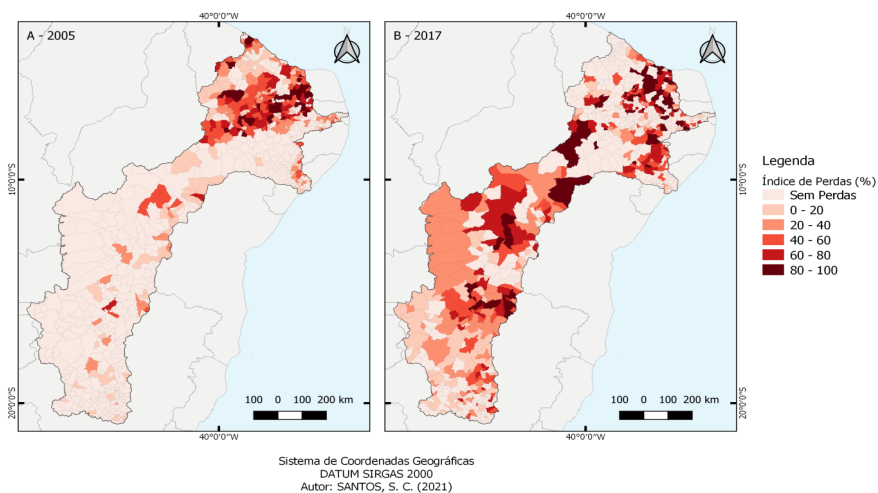 40°0'0"W
40°0'0"W
A - 2005
B - 2017
N
N
10°0'0"S
10°0'0"S
20°0'0"S
20°0'0"S
100 0 100 200 km
100 0 100 200 km
40°0'0"W
40°0'0"W
Legenda
Índice de Perdas (%)
Sem Perdas
0 - 20
20 - 40
40 - 60
60 - 80
80 - 100
Sistema de Coordenadas Geográficas
DATUM SIRGAS 2000
Autor: SANTOS, S. C. (2021)